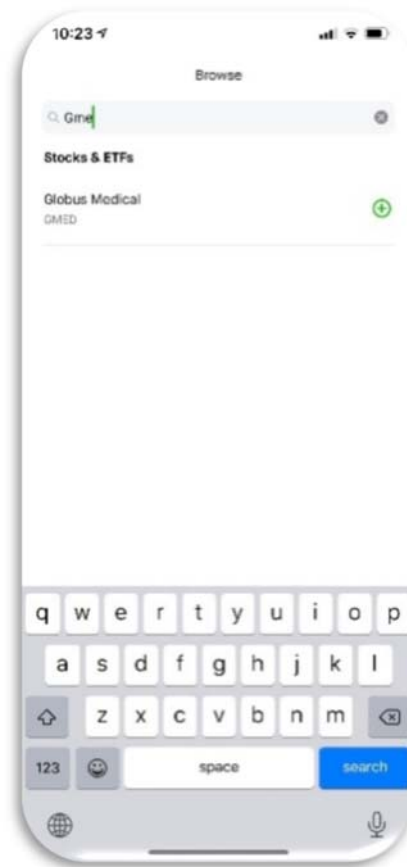 10:23
Browse
Gme
Stocks & ETFs
Globus Medical
GMED
q w e r t y u i o p
a s d f g h j k l
z x c v b n m
123 space search